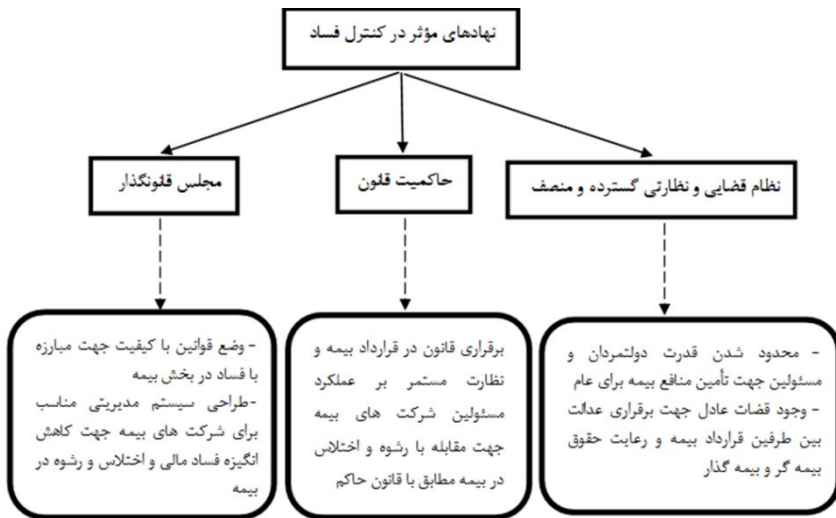 نهادهای مؤثر در کنترل فساد
نظام قضایی و نظارتی گسترده و منصف
حاکمیت قانون
مجلس قانونگذار
- محدود شدن قدرت دولتمردان و
مسئولین جهت تأمین منافع بیمه برای عام
- وجود قضات عادل جهت برقراری عدالت
بین طرفین قرارداد بیمه و رعایت حقوق
بیمه گر و بیمه گذار
برقراری قانون در قرارداد بیمه و
نظارت مستمر بر عملکرد
مسئولین شرکت های بیمه
جهت مقابله با رشوه و اختلاس
در بیمه مطابق با قانون حاکم
- وضع قوانین با کیفیت جهت مبارزه
با فساد در بخش بیمه
-طراحی سیستم مدیریتی مناسب
برای شرکت های بیمه جهت کاهش
انگیزه فساد مالی و اختلاس و رشوه در
بیمه